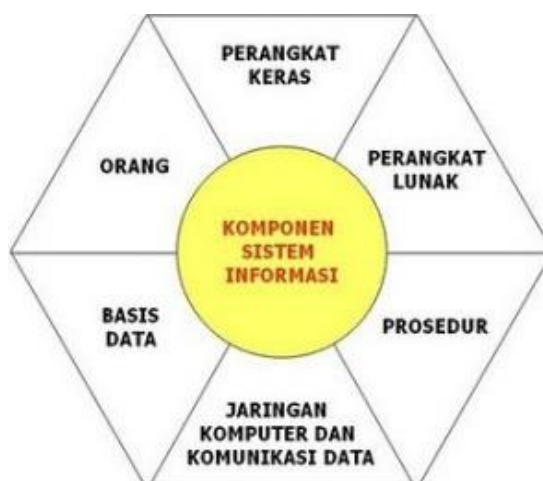 PERANGKAT
KERAS
ORANG
PERANGKAT
LUNAK
KOMPONEN
SISTEM
INFORMASI
BASIS
DATA
PROSEDUR
JARINGAN
KOMPUTER DAN
KOMUNIKASI DATA